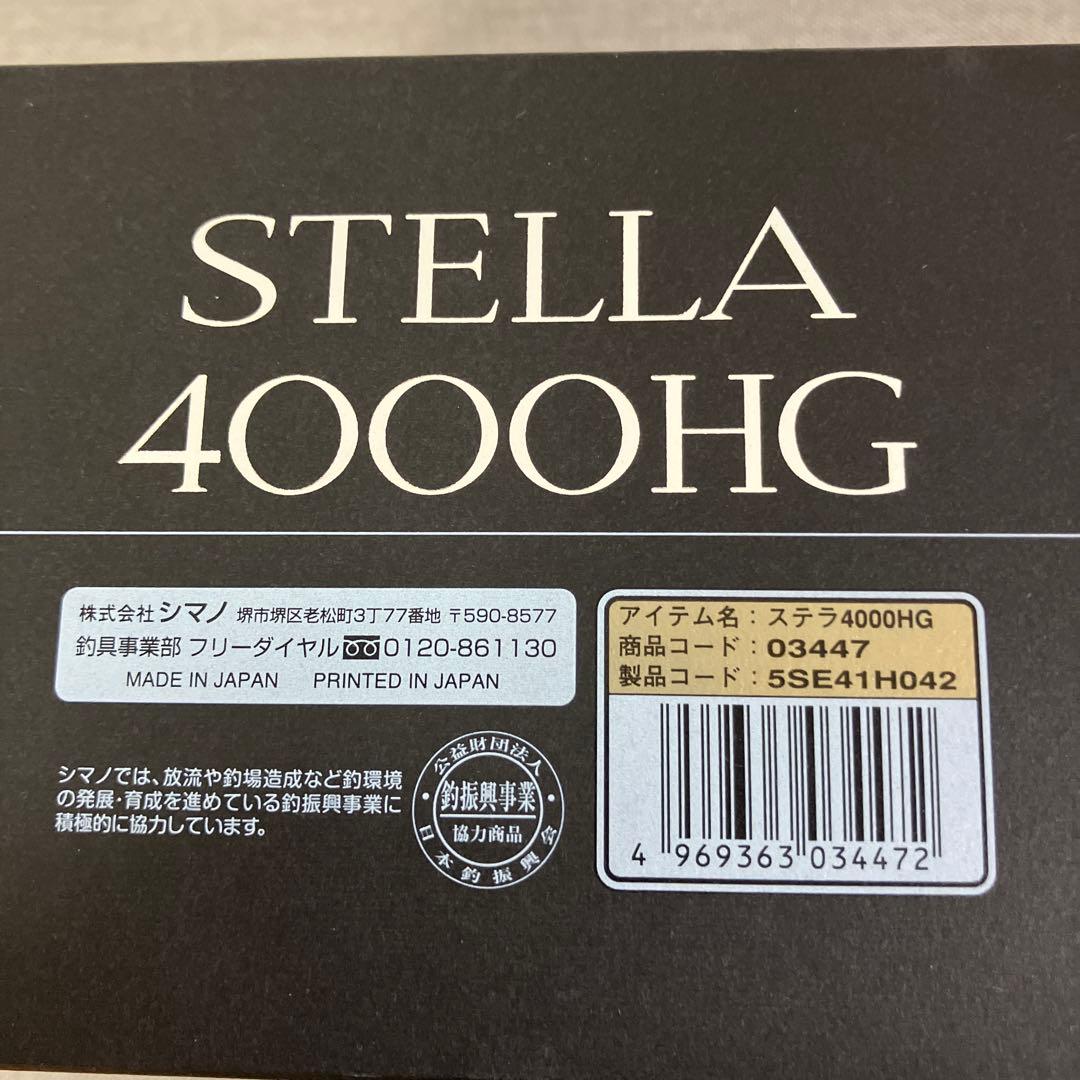 STELLA
4000HG
株式会社 シマノ 堺市堺区老松町3丁77番地 〒590-8577
釣具事業部 フリーダイヤル 0120-861130
MADE IN JAPAN PRINTED IN JAPAN
シマノでは、放流や釣場造成など釣環境
の発展・育成を進めている釣振興事業に
積極的に協力しています。
公益財団法人
・釣振興事業・
協力商品
日本釣振興会
アイテム名：ステラ4000HG
商品コード：03447
製品コード：5SE41H042
4 969363 034472